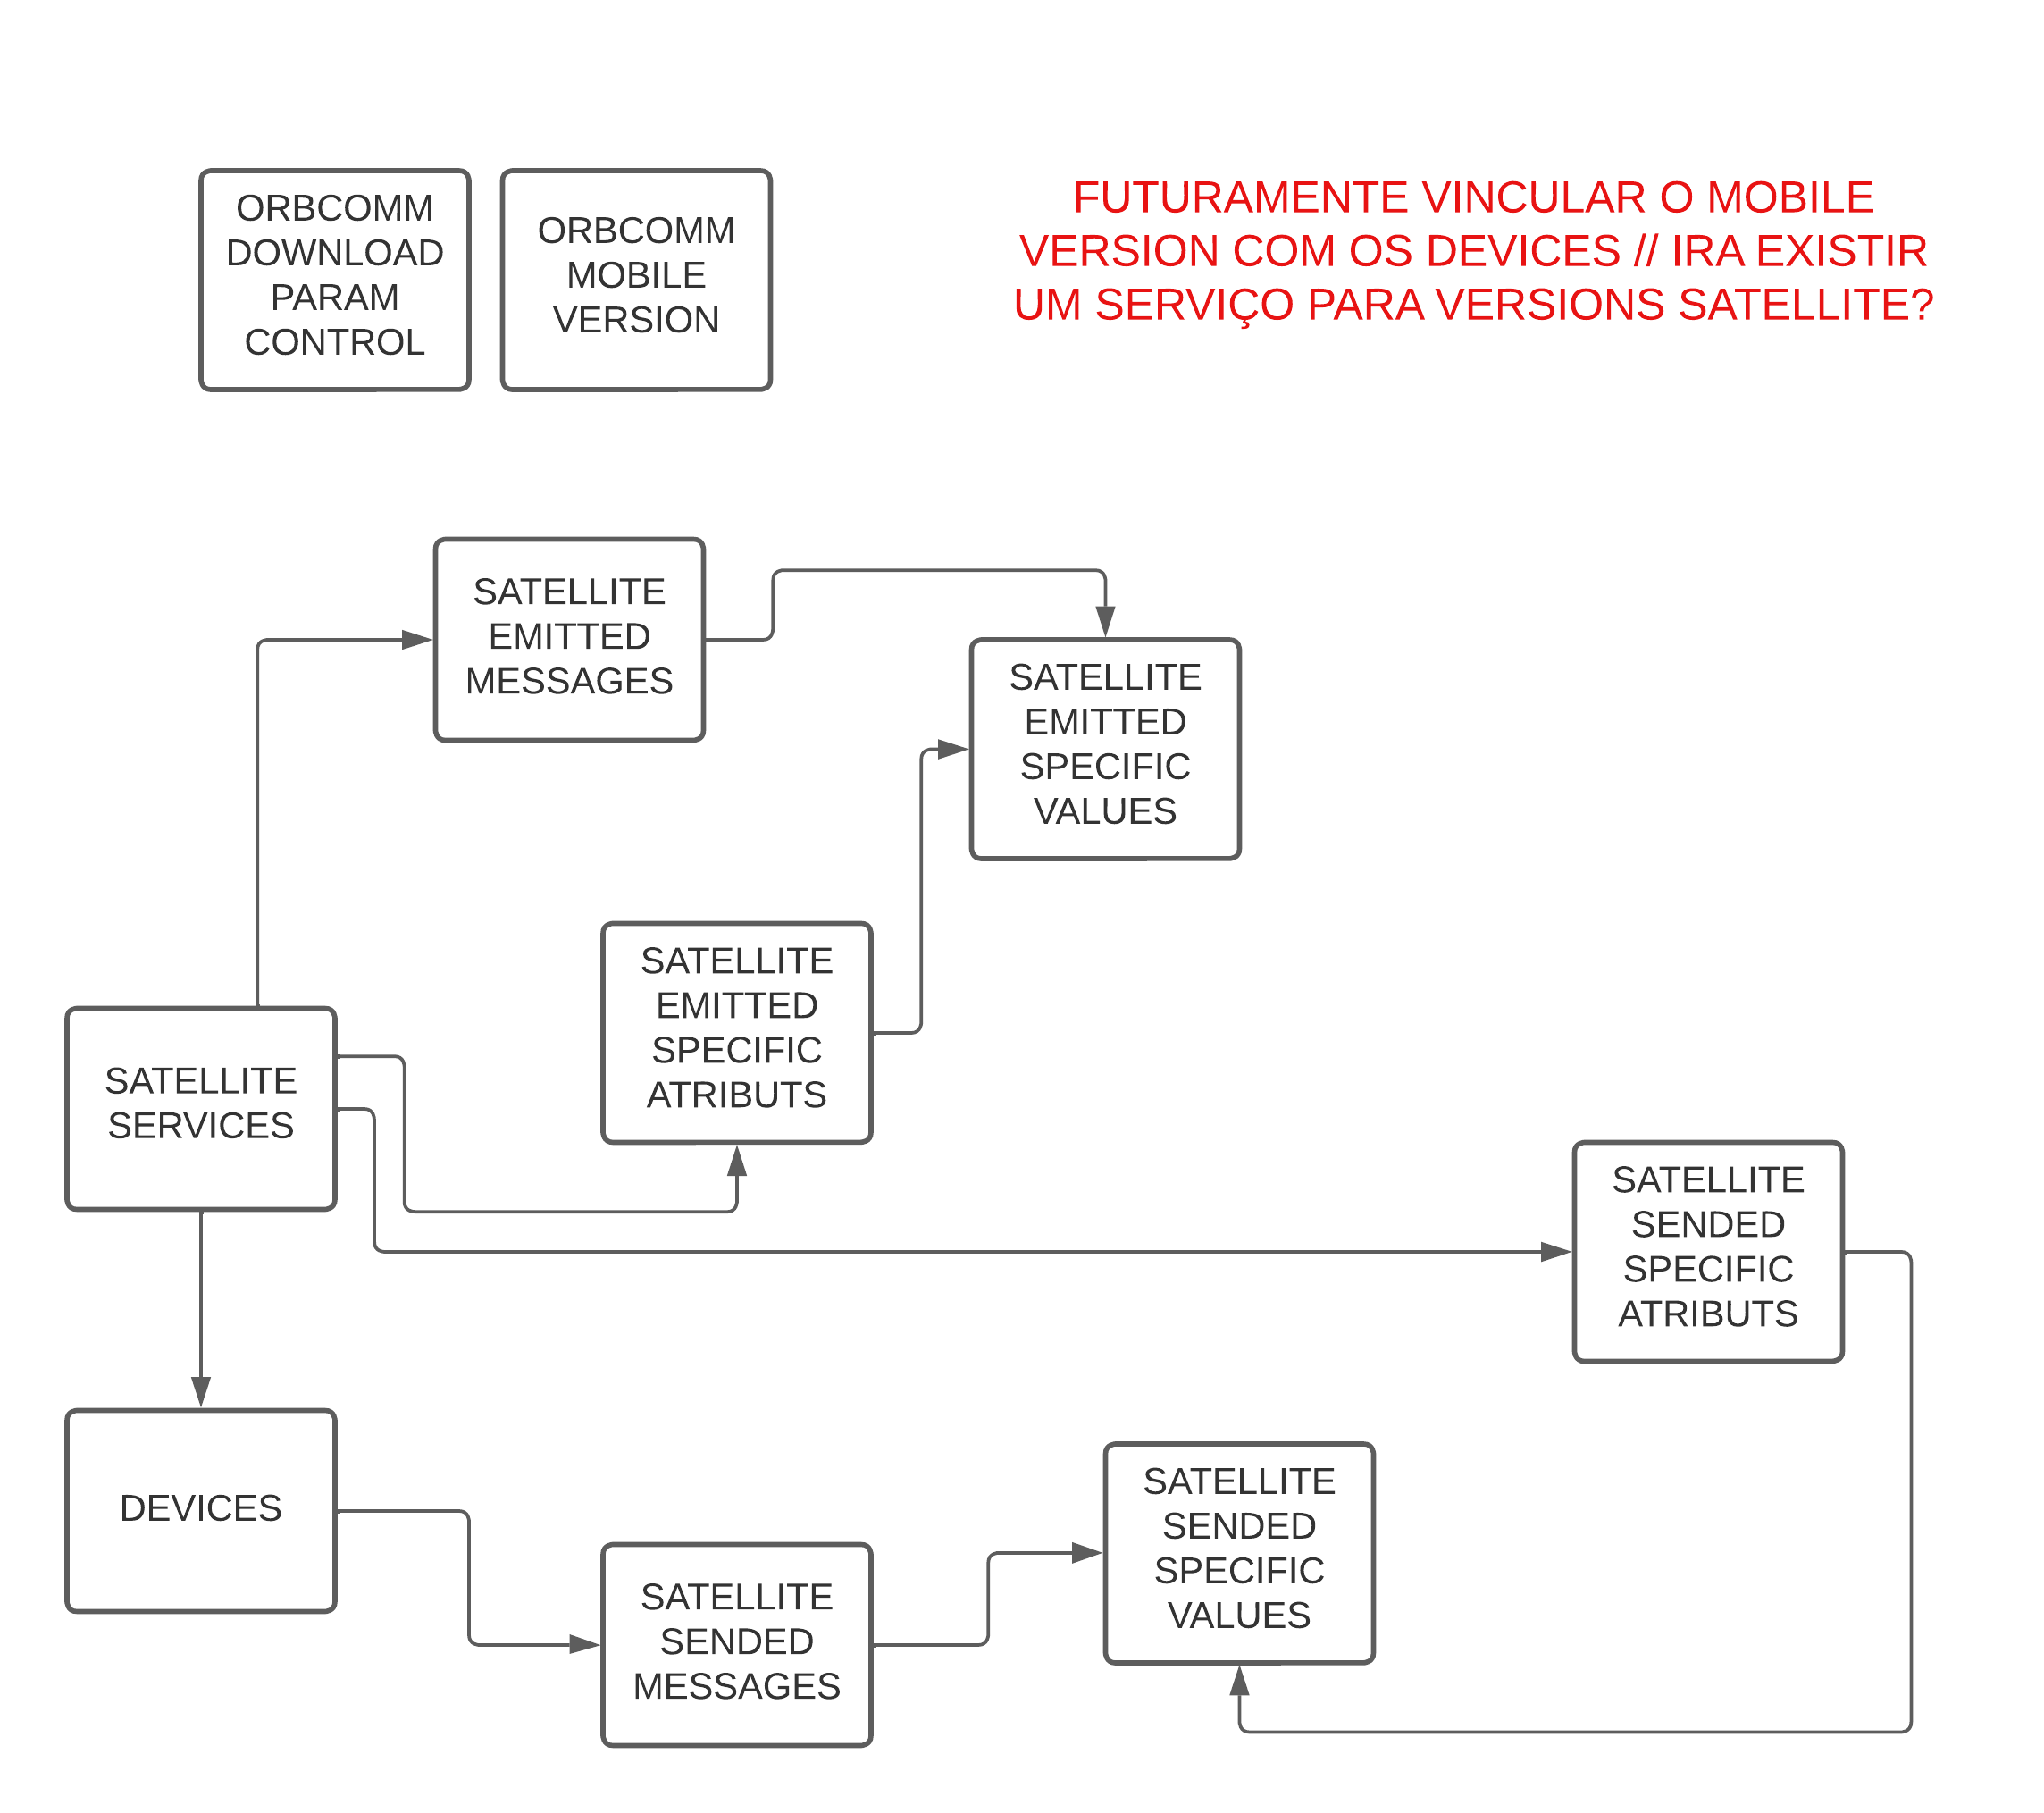 ORBCOMM
DOWNLOAD
PARAM
CONTROL
ORBCOMM
MOBILE
VERSION
FUTURAMENTE VINCULAR O MOBILE
VERSION COM OS DEVICES // IRA EXISTIR
UM SERVIÇO PARA VERSIONS SATELLITE?
SATELLITE
EMITTED
MESSAGES
SATELLITE
EMITTED
SPECIFIC
VALUES
SATELLITE
EMITTED
SPECIFIC
ATRIBUTS
SATELLITE
SERVICES
SATELLITE
SENDED
SPECIFIC
ATRIBUTS
DEVICES
SATELLITE
SENDED
SPECIFIC
VALUES
SATELLITE
SENDED
MESSAGES